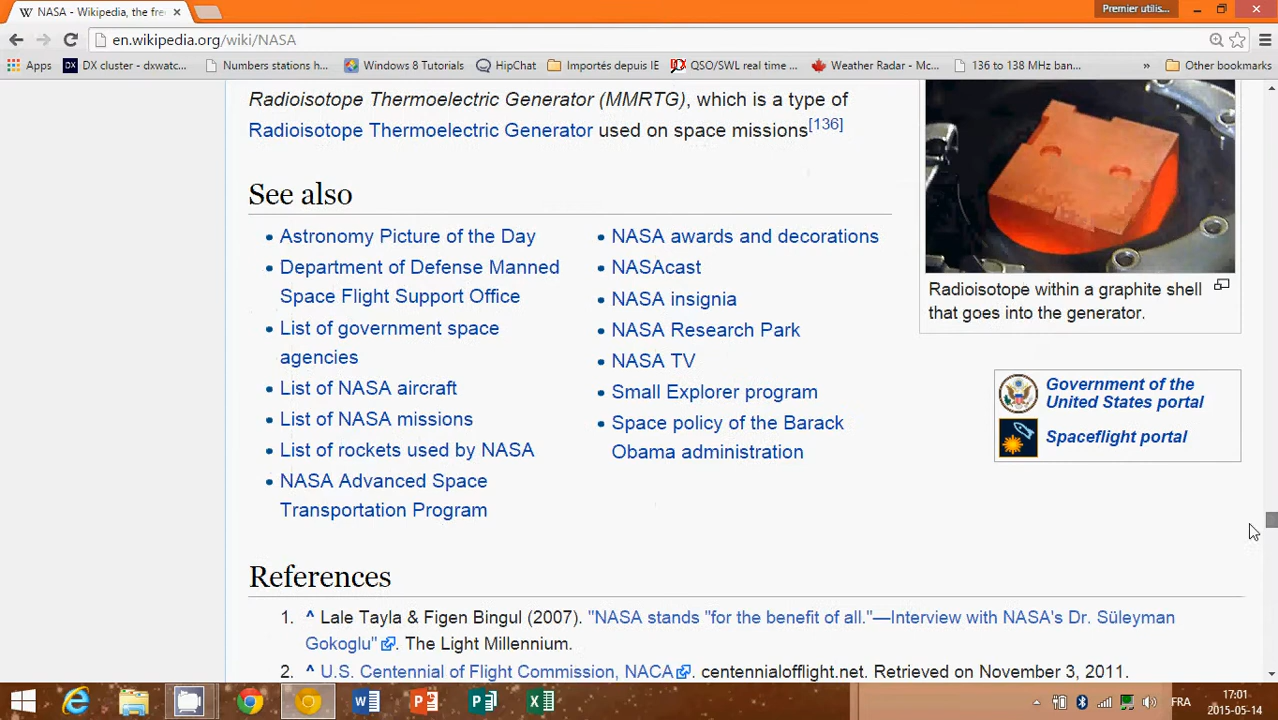 NASA - Wikipedia, the fre
Premier utilis...
en.wikipedia.org/wiki/NASA
Apps DX cluster - dxwatc... Numbers stations h... Windows 8 Tutorials HipChat Importés depuis IE QSO/SWL real time ... Weather Radar - Mc... 136 to 138 MHz ban... » Other bookmarks
Radioisotope Thermoelectric Generator (MMRTG), which is a type of
Radioisotope Thermoelectric Generator used on space missions[136]
Radioisotope within a graphite shell
that goes into the generator.
See also
Astronomy Picture of the Day
Department of Defense Manned
Space Flight Support Office
List of government space
agencies
List of NASA aircraft
List of NASA missions
List of rockets used by NASA
NASA Advanced Space
Transportation Program
NASA awards and decorations
NASAcast
NASA insignia
NASA Research Park
NASA TV
Small Explorer program
Space policy of the Barack
Obama administration
Government of the
United States portal
Spaceflight portal
References
1. ^ Lale Tayla & Figen Bingul (2007). "NASA stands "for the benefit of all."—Interview with NASA's Dr. Süleyman
Gokoglu". The Light Millennium.
2. ^ U.S. Centennial of Flight Commission, NACA. centennialofflight.net. Retrieved on November 3, 2011.
FRA
17:01
2015-05-14